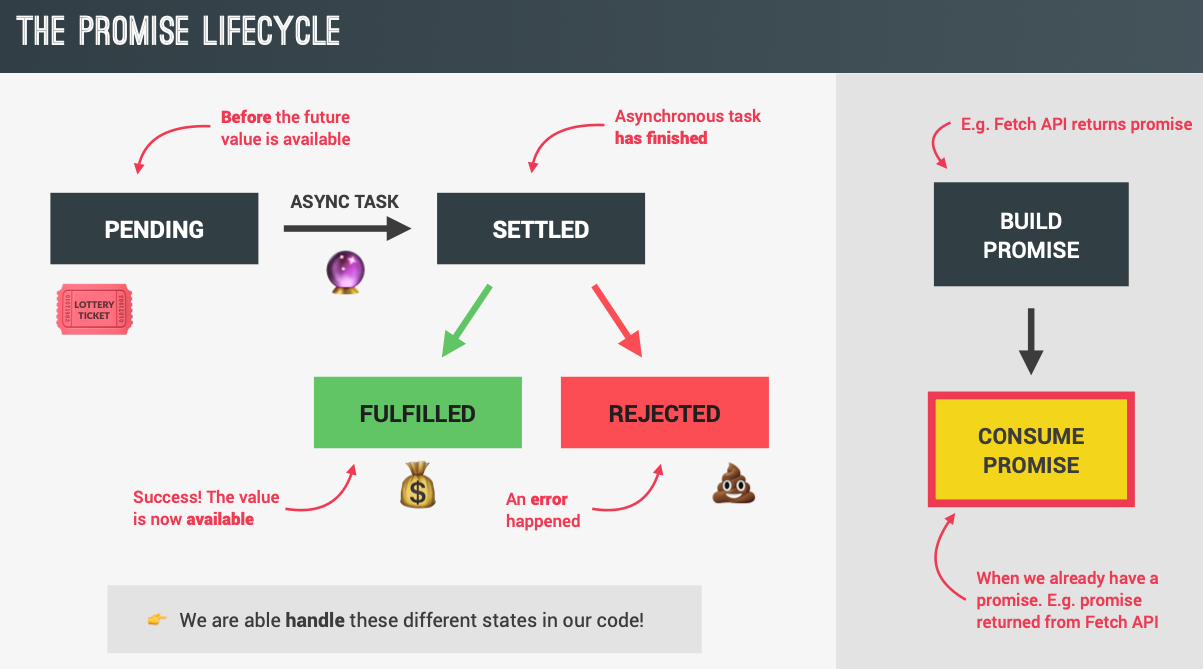 THE PROMISE LIFECYCLE
Before the future
value is available
Asynchronous task
has finished
PENDING
ASYNC TASK
SETTLED
LOTTERY
TICKET
FULFILLED
REJECTED
Success! The value
is now available
$
An error
happened
👉 We are able handle these different states in our code!
E.g. Fetch API returns promise
BUILD
PROMISE
CONSUME
PROMISE
When we already have a
promise. E.g. promise
returned from Fetch API